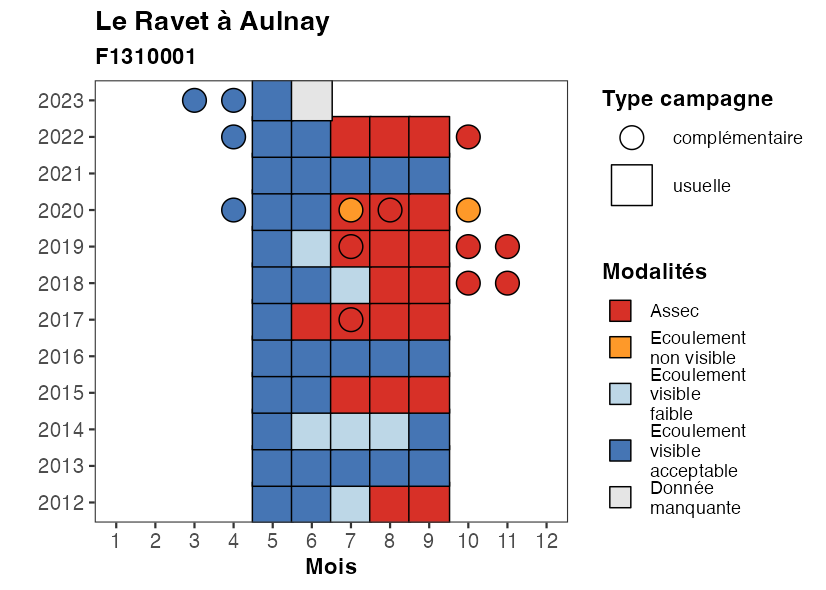 Le Ravet à Aulnay
F1310001
2023
2022
2021
2020
2019
2018
2017
2016
2015
2014
2013
2012
1 2 3 4 5 6 7 8 9 10 11 12
Mois
Type campagne
complémentaire
usuelle
Modalités
Assec
Ecoulement
non visible
Ecoulement
visible
faible
Ecoulement
visible
acceptable
Donnée
manquante